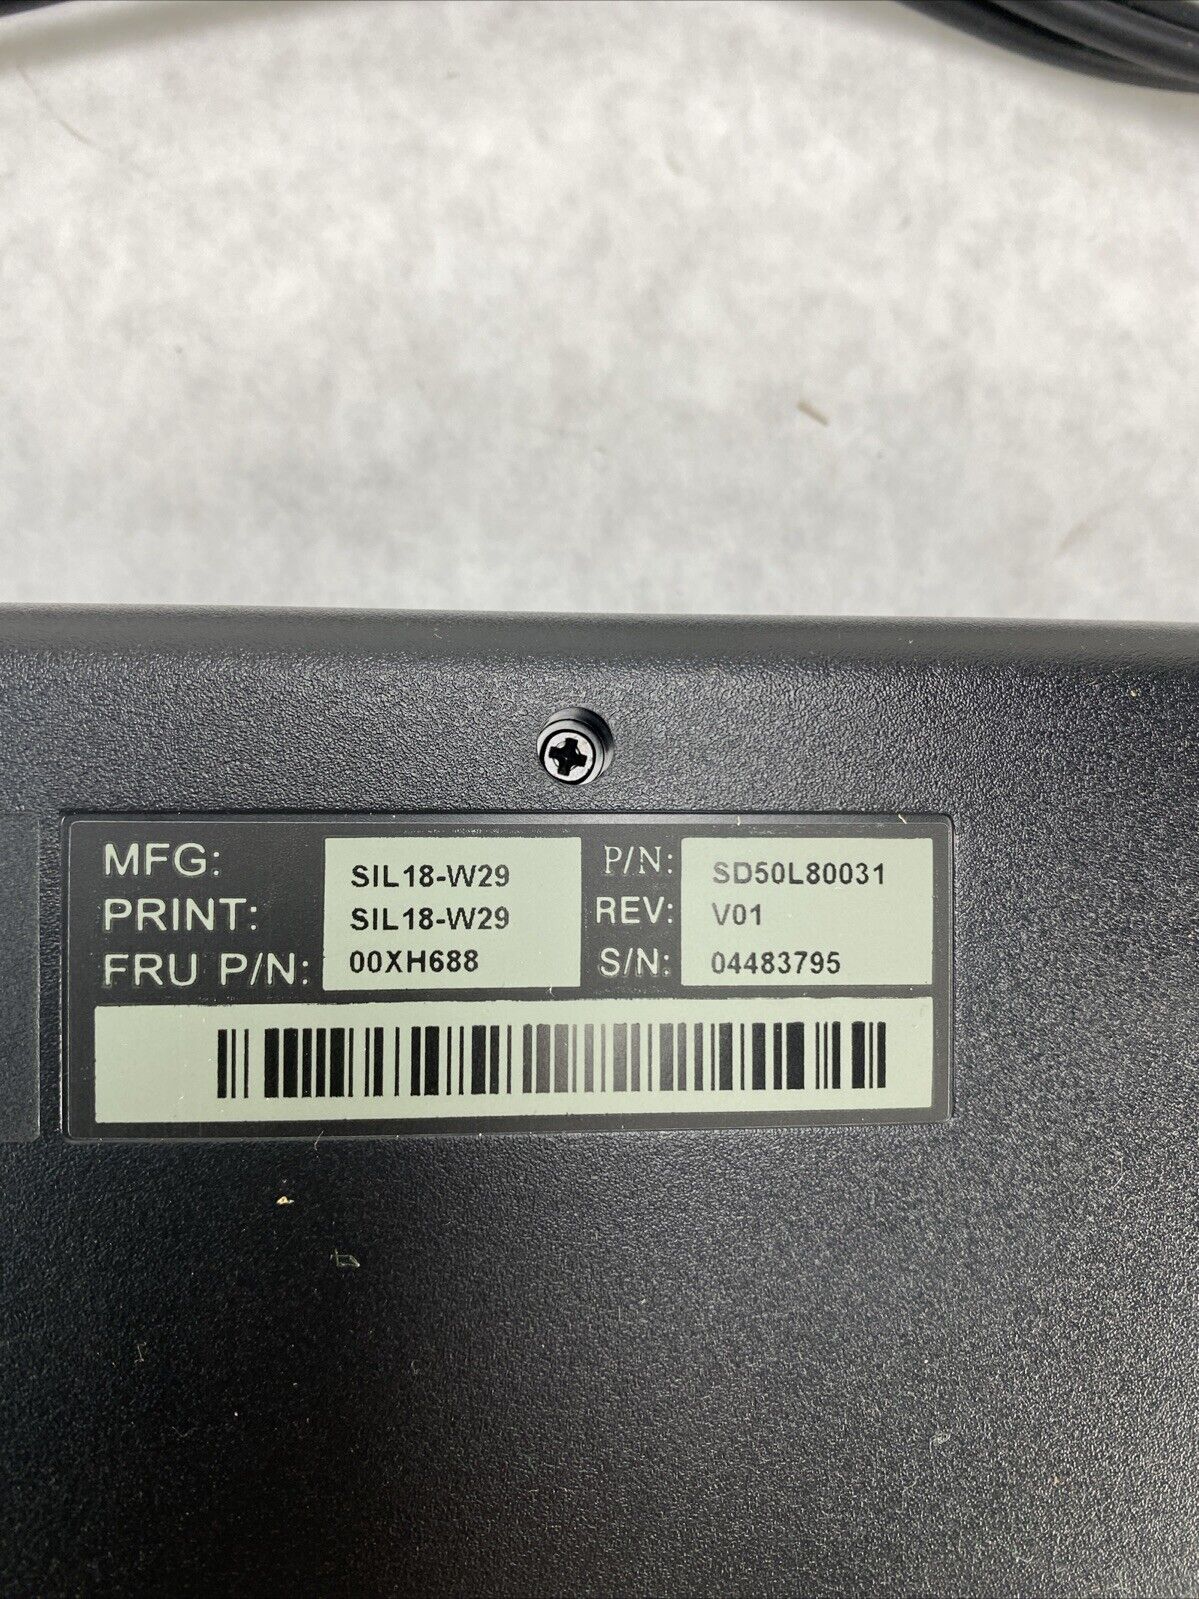 MFG: SIL18-W29 P/N: SD50L80031
PRINT: SIL18-W29 REV: V01
FRU P/N: 00XH688 S/N: 04483795